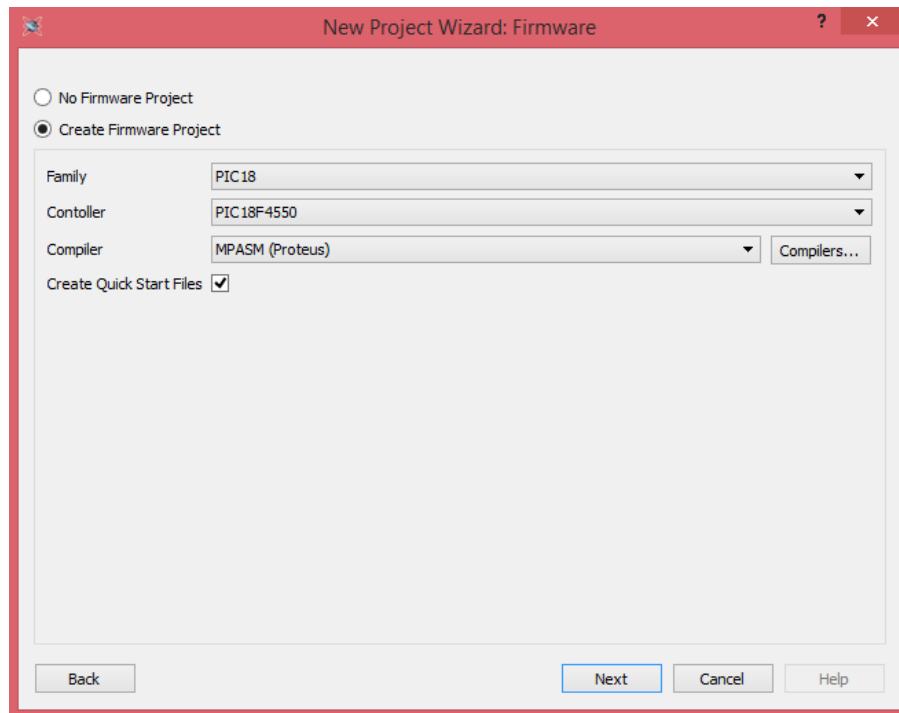 New Project Wizard: Firmware ? ×
No Firmware Project
Create Firmware Project
Family PIC18
Contoller PIC18F4550
Compiler MPASM (Proteus) Compilers...
Create Quick Start Files
Back Next Cancel Help